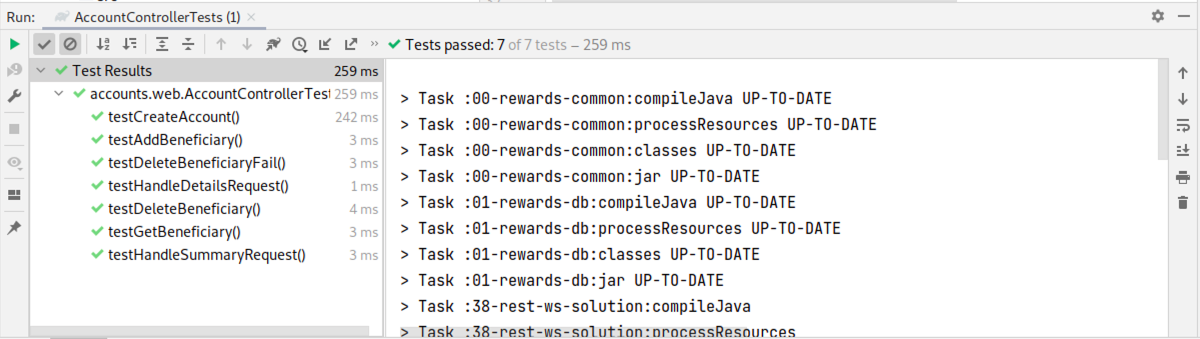 Run: AccountControllerTests (1)
Tests passed: 7 of 7 tests – 259 ms
Test Results 259 ms
accounts.web.AccountControllerTest 259 ms
testCreateAccount() 242 ms
testAddBeneficiary() 3 ms
testDeleteBeneficiaryFail() 3 ms
testHandleDetailsRequest() 1 ms
testDeleteBeneficiary() 4 ms
testGetBeneficiary() 3 ms
testHandleSummaryRequest() 3 ms
> Task :00-rewards-common:compileJava UP-TO-DATE
> Task :00-rewards-common:processResources UP-TO-DATE
> Task :00-rewards-common:classes UP-TO-DATE
> Task :00-rewards-common:jar UP-TO-DATE
> Task :01-rewards-db:compileJava UP-TO-DATE
> Task :01-rewards-db:processResources UP-TO-DATE
> Task :01-rewards-db:classes UP-TO-DATE
> Task :01-rewards-db:jar UP-TO-DATE
> Task :38-rest-ws-solution:compileJava
> Task :38-rest-ws-solution:processResources